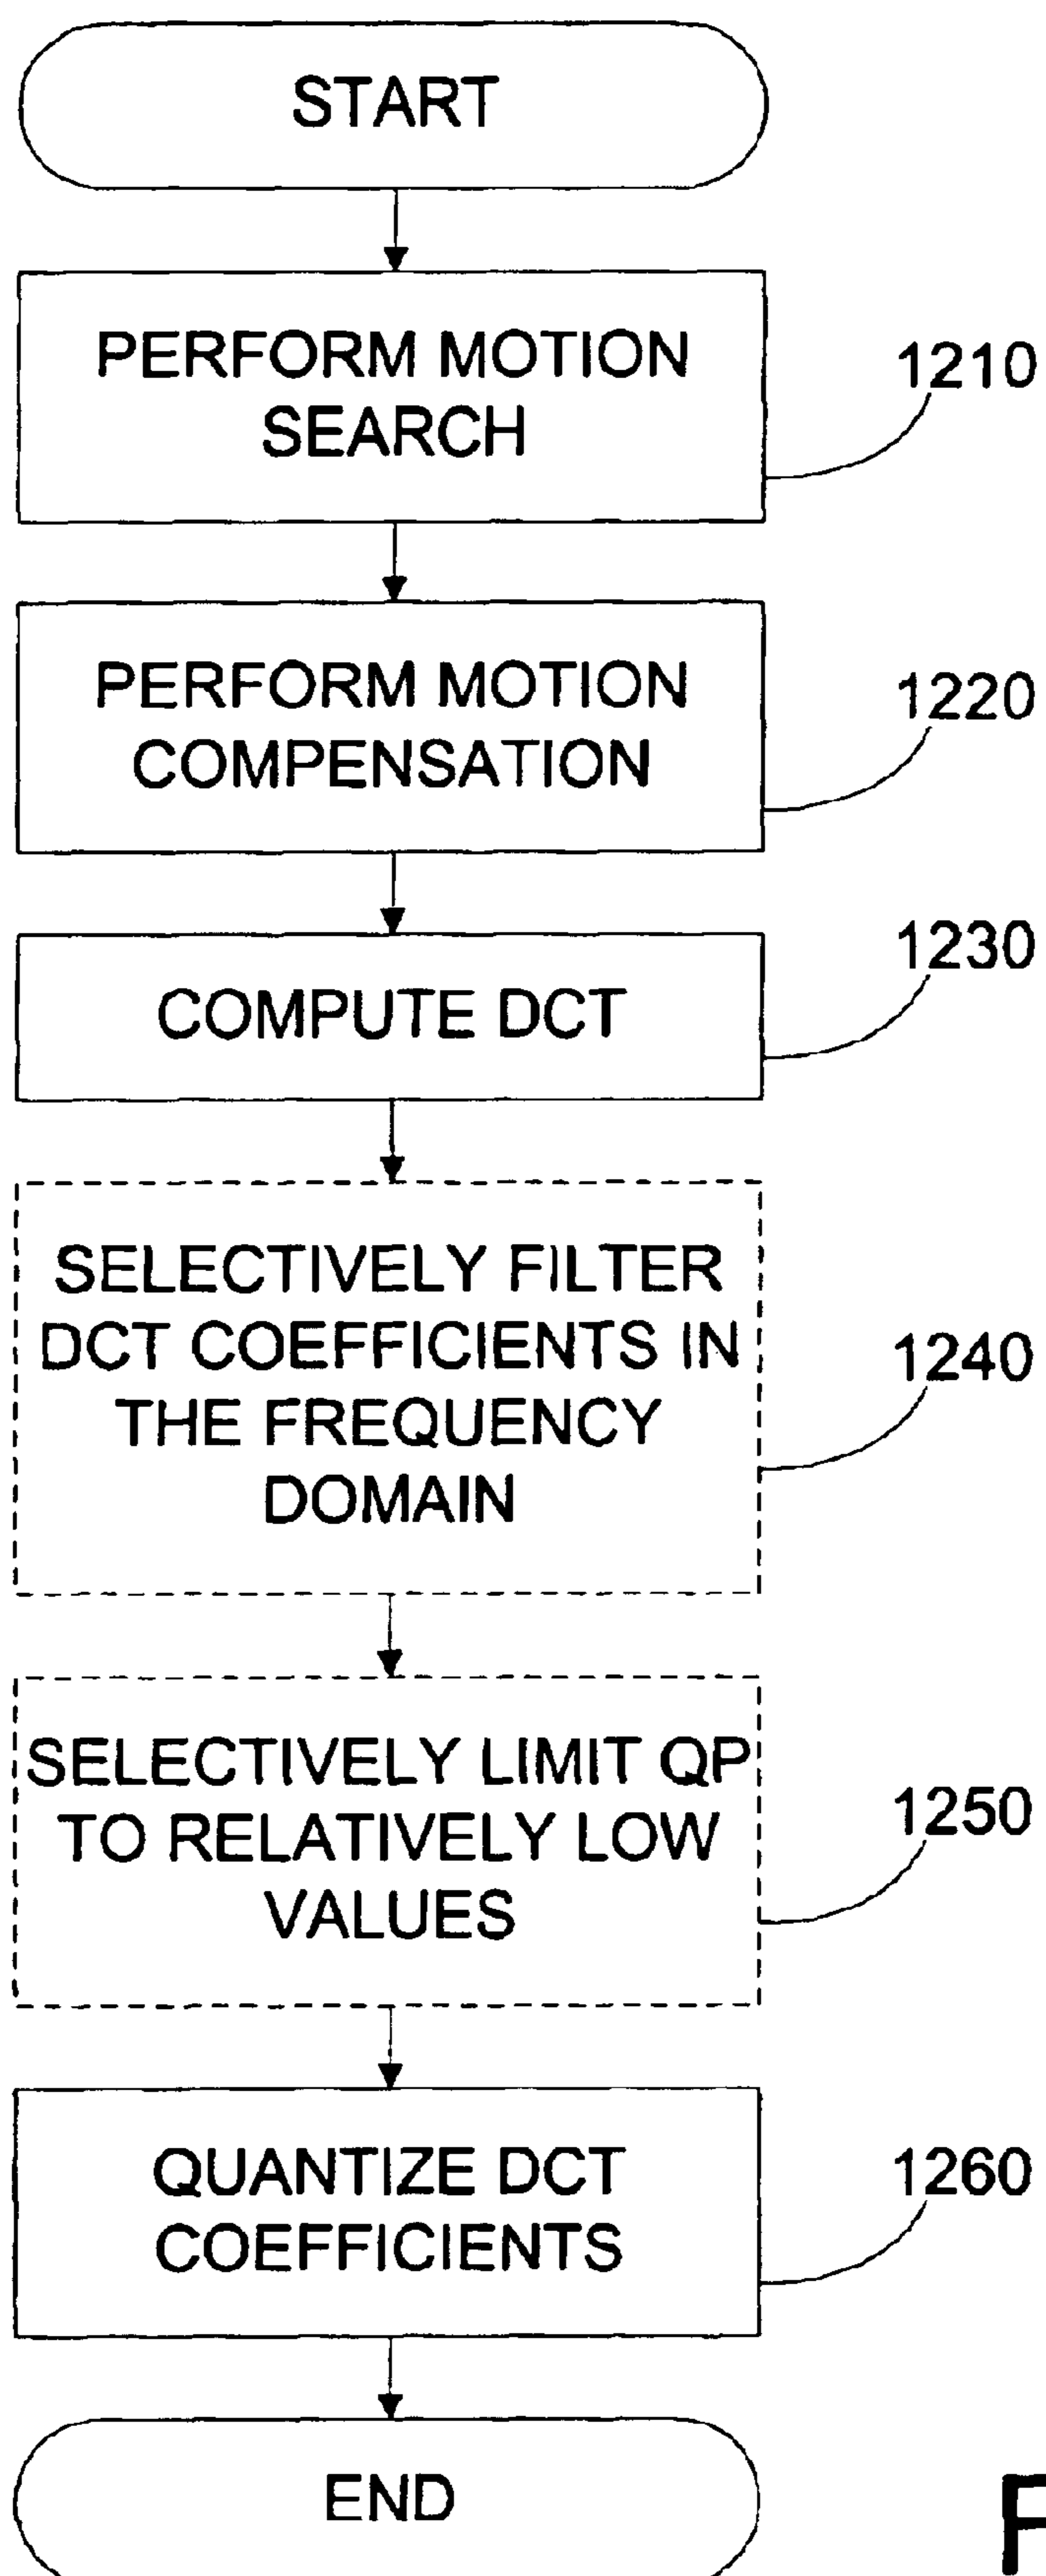 START
PERFORM MOTION
SEARCH
1210
PERFORM MOTION
COMPENSATION
1220
COMPUTE DCT
1230
SELECTIVELY FILTER
DCT COEFFICIENTS IN
THE FREQUENCY
DOMAIN
1240
SELECTIVELY LIMIT QP
TO RELATIVELY LOW
VALUES
1250
QUANTIZE DCT
COEFFICIENTS
1260
END